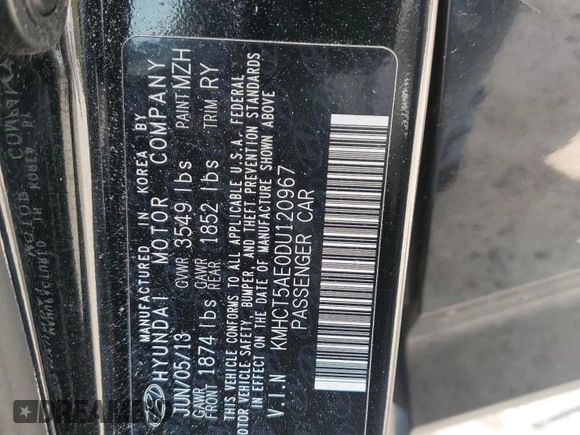 MANUFACTURED IN KOREA BY
HYUNDAI MOTOR COMPANY
JUN/05/13 GVWR 3549 lbs PAINT MZH
GAWR FRONT 1874 lbs GAWR REAR 1852 lbs TRIM RY
THIS VEHICLE CONFORMS TO ALL APPLICABLE U.S.A. FEDERAL
MOTOR VEHICLE SAFETY, BUMPER, AND THEFT PREVENTION STANDARDS
IN EFFECT ON THE DATE OF MANUFACTURE SHOWN ABOVE
V.I.N KMHCT5AE0DU120967
PASSENGER CAR